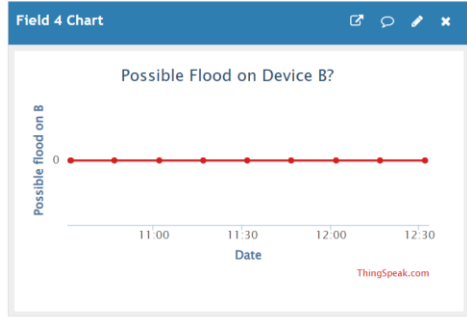 Field 4 Chart
Possible Flood on Device B?
Possible flood on B
0
11:00 11:30 12:00 12:30
Date
ThingSpeak.com